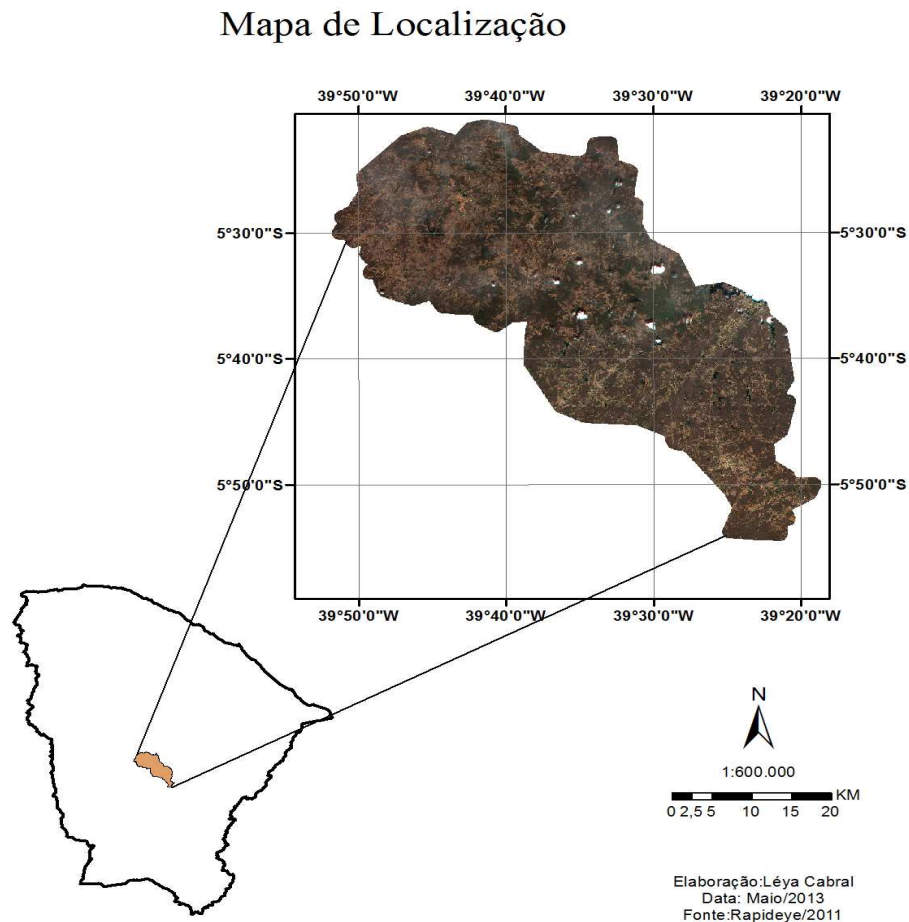 Mapa de Localização
39°50'0"W 39°40'0"W 39°30'0"W 39°20'0"W
5°30'0"S 5°30'0"S
5°40'0"S 5°40'0"S
5°50'0"S 5°50'0"S
39°50'0"W 39°40'0"W 39°30'0"W 39°20'0"W
N
1:600.000
KM
0 2,5 5 10 15 20
Elaboração:Léya Cabral
Data: Maio/2013
Fonte:Rapideye/2011